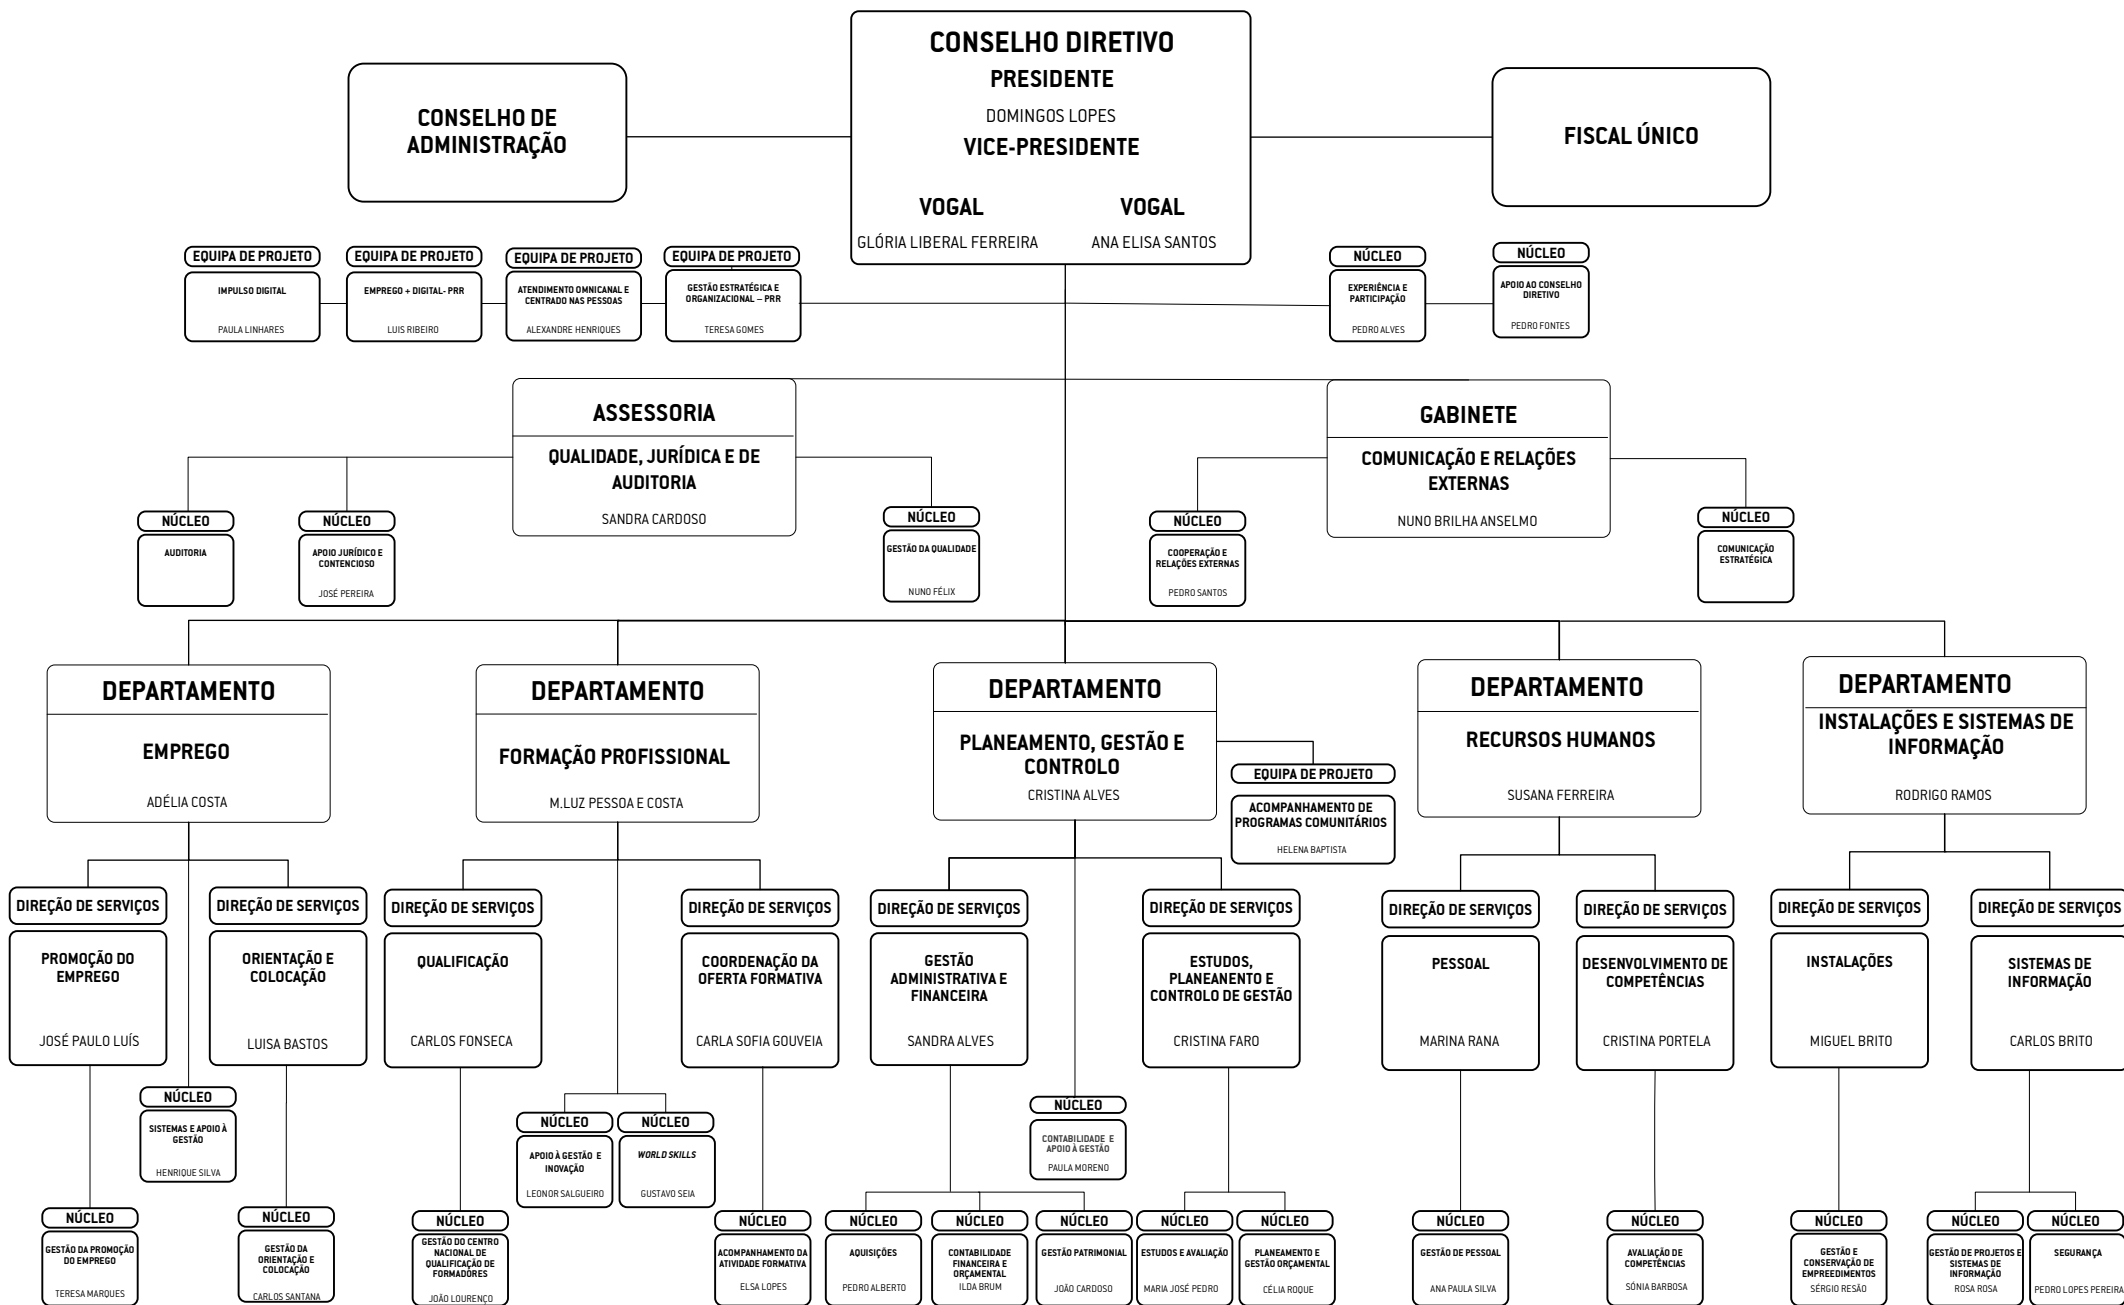 CONSELHO DIRETIVO
PRESIDENTE
DOMINGOS LOPES
VICE-PRESIDENTE
VOGAL
GLÓRIA LIBERAL FERREIRA
VOGAL
ANA ELISA SANTOS
CONSELHO DE
ADMINISTRAÇÃO
FISCAL ÚNICO
EQUIPA DE PROJETO
IMPULSO DIGITAL
PAULA LINHARES
EQUIPA DE PROJETO
EMPREGO + DIGITAL- PRR
LUIS RIBEIRO
EQUIPA DE PROJETO
ATENDIMENTO OMNICANAL E
CENTRADO NAS PESSOAS
ALEXANDRE HENRIQUES
EQUIPA DE PROJETO
GESTÃO ESTRATÉGICA E
ORGANIZACIONAL – PRR
TERESA GOMES
NÚCLEO
EXPERIÊNCIA E
PARTICIPAÇÃO
PEDRO ALVES
NÚCLEO
APOIO AO CONSELHO
DIRETIVO
PEDRO FONTES
ASSESSORIA
QUALIDADE, JURÍDICA E DE
AUDITORIA
SANDRA CARDOSO
GABINETE
COMUNICAÇÃO E RELAÇÕES
EXTERNAS
NUNO BRILHA ANSELMO
NÚCLEO
AUDITORIA
NÚCLEO
APOIO JURÍDICO E
CONTENCIOSO
JOSÉ PEREIRA
NÚCLEO
GESTÃO DA QUALIDADE
NUNO FÉLIX
NÚCLEO
COOPERAÇÃO E
RELAÇÕES EXTERNAS
PEDRO SANTOS
NÚCLEO
COMUNICAÇÃO
ESTRATÉGICA
DEPARTAMENTO
EMPREGO
ADÉLIA COSTA
DEPARTAMENTO
FORMAÇÃO PROFISSIONAL
M.LUZ PESSOA E COSTA
DEPARTAMENTO
PLANEAMENTO, GESTÃO E
CONTROLO
CRISTINA ALVES
EQUIPA DE PROJETO
ACOMPANHAMENTO DE
PROGRAMAS COMUNITÁRIOS
HELENA BAPTISTA
DEPARTAMENTO
RECURSOS HUMANOS
SUSANA FERREIRA
DEPARTAMENTO
INSTALAÇÕES E SISTEMAS DE
INFORMAÇÃO
RODRIGO RAMOS
DIREÇÃO DE SERVIÇOS
PROMOÇÃO DO
EMPREGO
JOSÉ PAULO LUÍS
DIREÇÃO DE SERVIÇOS
ORIENTAÇÃO E
COLOCAÇÃO
LUISA BASTOS
DIREÇÃO DE SERVIÇOS
QUALIFICAÇÃO
CARLOS FONSECA
DIREÇÃO DE SERVIÇOS
COORDENAÇÃO DA
OFERTA FORMATIVA
CARLA SOFIA GOUVEIA
DIREÇÃO DE SERVIÇOS
GESTÃO
ADMINISTRATIVA E
FINANCEIRA
SANDRA ALVES
DIREÇÃO DE SERVIÇOS
ESTUDOS,
PLANEANENTO E
CONTROLO DE GESTÃO
CRISTINA FARO
DIREÇÃO DE SERVIÇOS
PESSOAL
MARINA RANA
DIREÇÃO DE SERVIÇOS
DESENVOLVIMENTO DE
COMPETÊNCIAS
CRISTINA PORTELA
DIREÇÃO DE SERVIÇOS
INSTALAÇÕES
MIGUEL BRITO
DIREÇÃO DE SERVIÇOS
SISTEMAS DE
INFORMAÇÃO
CARLOS BRITO
NÚCLEO
SISTEMAS E APOIO À
GESTÃO
HENRIQUE SILVA
NÚCLEO
APOIO À GESTÃO E
INOVAÇÃO
LEONOR SALGUEIRO
NÚCLEO
WORLD SKILLS
GUSTAVO SEIA
NÚCLEO
CONTABILIDADE E
APOIO À GESTÃO
PAULA MORENO
NÚCLEO
GESTÃO DA PROMOÇÃO
DO EMPREGO
TERESA MARQUES
NÚCLEO
GESTÃO DA
ORIENTAÇÃO E
COLOCAÇÃO
CARLOS SANTANA
NÚCLEO
GESTÃO DO CENTRO
NACIONAL DE
QUALIFICAÇÃO DE
FORMADORES
JOÃO LOURENÇO
NÚCLEO
ACOMPANHAMENTO DA
ATIVIDADE FORMATIVA
ELSA LOPES
NÚCLEO
AQUISIÇÕES
PEDRO ALBERTO
NÚCLEO
CONTABILIDADE
FINANCEIRA E
ORÇAMENTAL
ILDA BRUM
NÚCLEO
GESTÃO PATRIMONIAL
JOÃO CARDOSO
NÚCLEO
ESTUDOS E AVALIAÇÃO
MARIA JOSÉ PEDRO
NÚCLEO
PLANEAMENTO E
GESTÃO ORÇAMENTAL
CÉLIA ROQUE
NÚCLEO
GESTÃO DE PESSOAL
ANA PAULA SILVA
NÚCLEO
AVALIAÇÃO DE
COMPETÊNCIAS
SÓNIA BARBOSA
NÚCLEO
GESTÃO E
CONSERVAÇÃO DE
EMPREEDIMENTOS
SÉRGIO RESÃO
NÚCLEO
GESTÃO DE PROJETOS E
SISTEMAS DE
INFORMAÇÃO
ROSA ROSA
NÚCLEO
SEGURANÇA
PEDRO LOPES PEREIRA